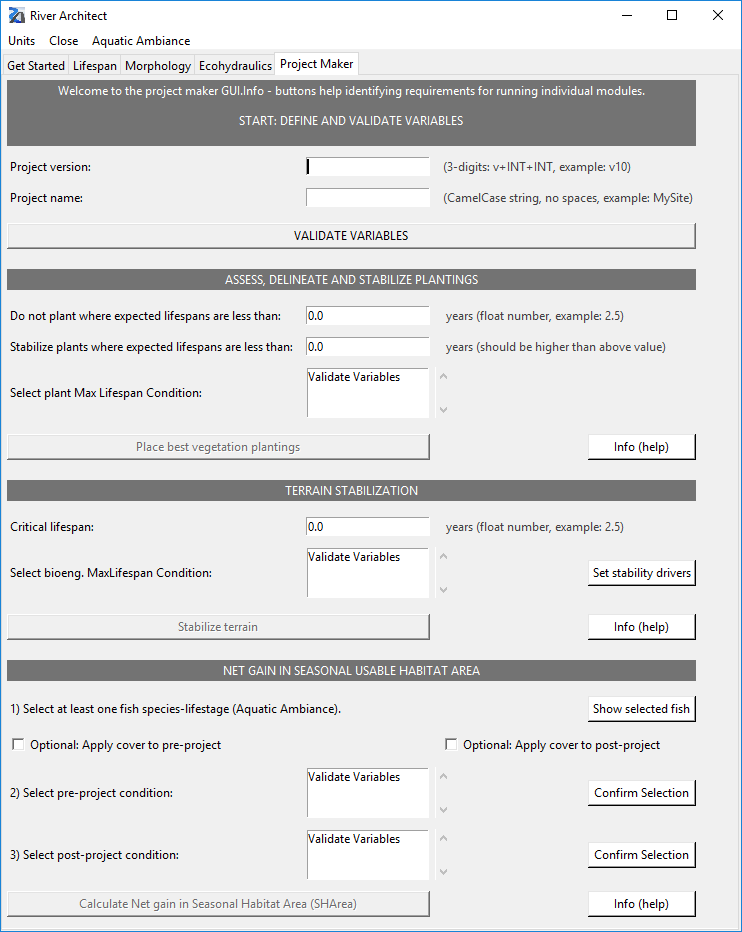 River Architect
Units Close Aquatic Ambiance
Get Started Lifespan Morphology Ecohydraulics Project Maker
Welcome to the project maker GUI.Info - buttons help identifying requirements for running individual modules.
START: DEFINE AND VALIDATE VARIABLES
Project version: (3-digits: v+INT+INT, example: v10)
Project name: (CamelCase string, no spaces, example: MySite)
VALIDATE VARIABLES
ASSESS, DELINEATE AND STABILIZE PLANTINGS
Do not plant where expected lifespans are less than: 0.0 years (float number, example: 2.5)
Stabilize plants where expected lifespans are less than: 0.0 years (should be higher than above value)
Validate Variables
Select plant Max Lifespan Condition:
Place best vegetation plantings Info (help)
TERRAIN STABILIZATION
Critical lifespan: 0.0 years (float number, example: 2.5)
Validate Variables
Select bioeng. MaxLifespan Condition: Set stability drivers
Stabilize terrain Info (help)
NET GAIN IN SEASONAL USABLE HABITAT AREA
1) Select at least one fish species-lifestage (Aquatic Ambiance). Show selected fish
Optional: Apply cover to pre-project Optional: Apply cover to post-project
Validate Variables
2) Select pre-project condition: Confirm Selection
Validate Variables
3) Select post-project condition: Confirm Selection
Calculate Net gain in Seasonal Habitat Area (SHArea) Info (help)